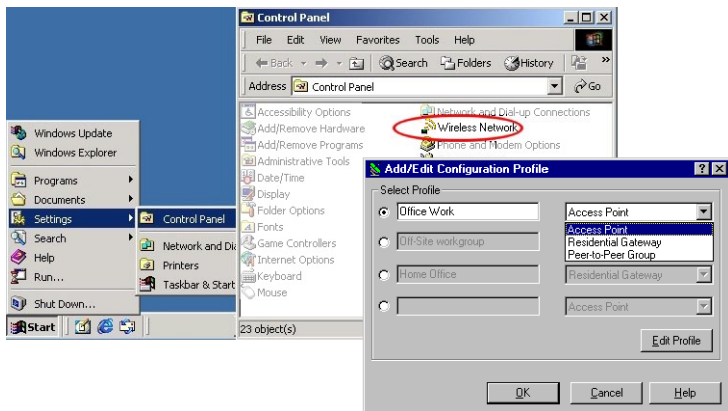 Windows Update
Windows Explorer
Programs
Documents
Settings
Search
Help
Run...
Shut Down...
Start
Control Panel
Network and Dia
Printers
Taskbar & Start
Control Panel
File Edit View Favorites Tools Help
Back Search Folders History »
Address Control Panel Go
Accessibility Options
Add/Remove Hardware
Add/Remove Programs
Administrative Tools
Date/Time
Display
Folder Options
Fonts
Game Controllers
Internet Options
Keyboard
Mouse
Network and Dial-up Connections
Wireless Network
Phone and Modem Options
23 object(s)
Add/Edit Configuration Profile
Select Profile
Office Work Access Point
Access Point
Residential Gateway
Peer-to-Peer Group
Off-Site workgroup
Home Office Residential Gateway
Access Point
Edit Profile
OK Cancel Help